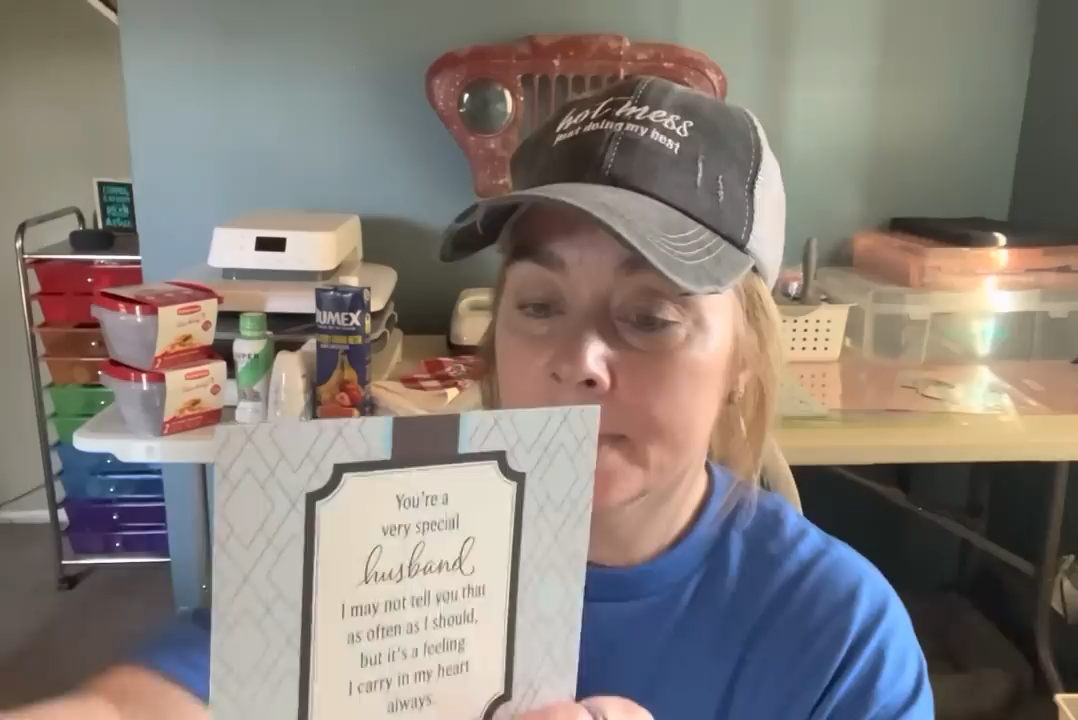 hot mess
just doing my best
JUMEX
SUPER
You're a
very special
husband
I may not tell you that
as often as I should,
but it's a feeling
I carry in my heart
always.